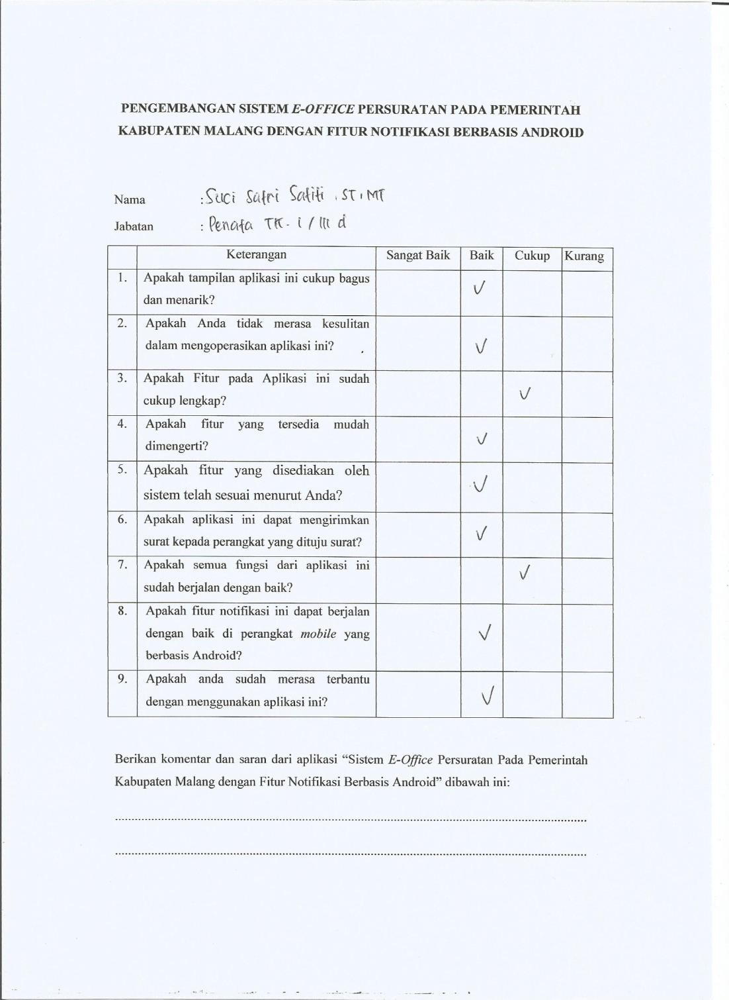 PENGEMBANGAN SISTEM E-OFFICE PERSURATAN PADA PEMERINTAH
KABUPATEN MALANG DENGAN FITUR NOTIFIKASI BERBASIS ANDROID
Nama : Suci Satri Satiti, ST, MT
Jabatan : Penata TK. I / III d
Keterangan Sangat Baik Baik Cukup Kurang
1. Apakah tampilan aplikasi ini cukup bagus √
dan menarik?
2. Apakah Anda tidak merasa kesulitan
dalam mengoperasikan aplikasi ini? √
3. Apakah Fitur pada Aplikasi ini sudah
cukup lengkap? √
4. Apakah fitur yang tersedia mudah
dimengerti? √
5. Apakah fitur yang disediakan oleh
sistem telah sesuai menurut Anda? √
6. Apakah aplikasi ini dapat mengirimkan
surat kepada perangkat yang dituju surat? √
7. Apakah semua fungsi dari aplikasi ini √
sudah berjalan dengan baik?
8. Apakah fitur notifikasi ini dapat berjalan
dengan baik di perangkat mobile yang √
berbasis Android?
9. Apakah anda sudah merasa terbantu
dengan menggunakan aplikasi ini? √
Berikan komentar dan saran dari aplikasi “Sistem E-Office Persuratan Pada Pemerintah
Kabupaten Malang dengan Fitur Notifikasi Berbasis Android” dibawah ini: